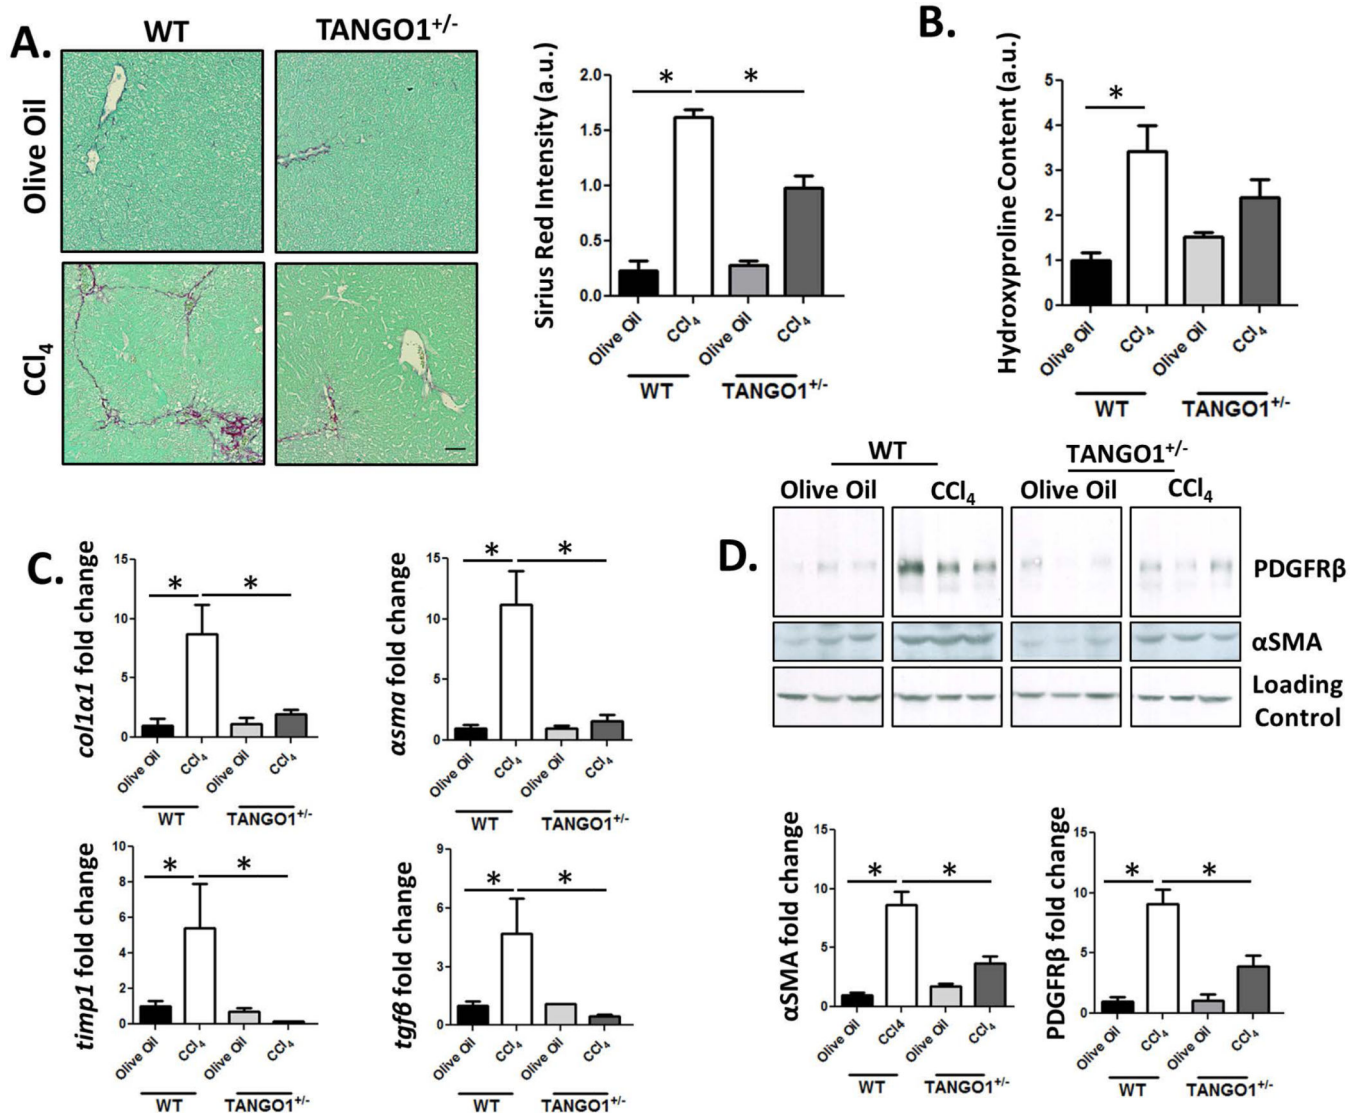 A.
WT
TANGO1+/-
Olive Oil
CCl4
Sirius Red Intensity (a.u.)
2.0
1.5
1.0
0.5
0.0
*
*
Olive Oil
CCl4
Olive Oil
CCl4
WT
TANGO1+/-
B.
Hydroxyproline Content (a.u.)
5
4
3
2
1
0
*
Olive Oil
CCl4
Olive Oil
CCl4
WT
TANGO1+/-
C.
col1α1 fold change
15
10
5
0
*
*
Olive Oil
CCl4
Olive Oil
CCl4
WT
TANGO1+/-
αsma fold change
15
10
5
0
*
*
Olive Oil
CCl4
Olive Oil
CCl4
WT
TANGO1+/-
timp1 fold change
10
8
6
4
2
0
*
*
Olive Oil
CCl4
Olive Oil
CCl4
WT
TANGO1+/-
tgfβ fold change
9
6
3
0
*
*
Olive Oil
CCl4
Olive Oil
CCl4
WT
TANGO1+/-
D.
WT
TANGO1+/-
Olive Oil
CCl4
Olive Oil
CCl4
PDGFRβ
αSMA
Loading
Control
αSMA fold change
15
10
5
0
*
*
Olive Oil
CCl4
Olive Oil
CCl4
WT
TANGO1+/-
PDGFRβ fold change
15
10
5
0
*
*
Olive Oil
CCl4
Olive Oil
CCl4
WT
TANGO1+/-